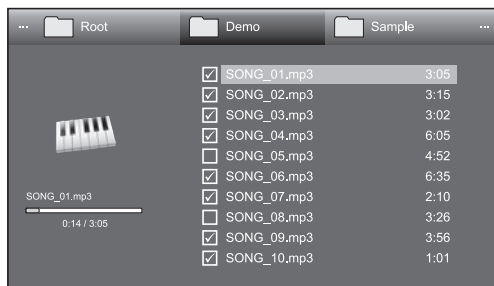 ... Root Demo Sample ...
SONG_01.mp3 3:05
SONG_02.mp3 3:15
SONG_03.mp3 3:02
SONG_04.mp3 6:05
SONG_05.mp3 4:52
SONG_06.mp3 6:35
SONG_07.mp3 2:10
SONG_08.mp3 3:26
SONG_09.mp3 3:56
SONG_10.mp3 1:01
SONG_01.mp3
0:14 / 3:05